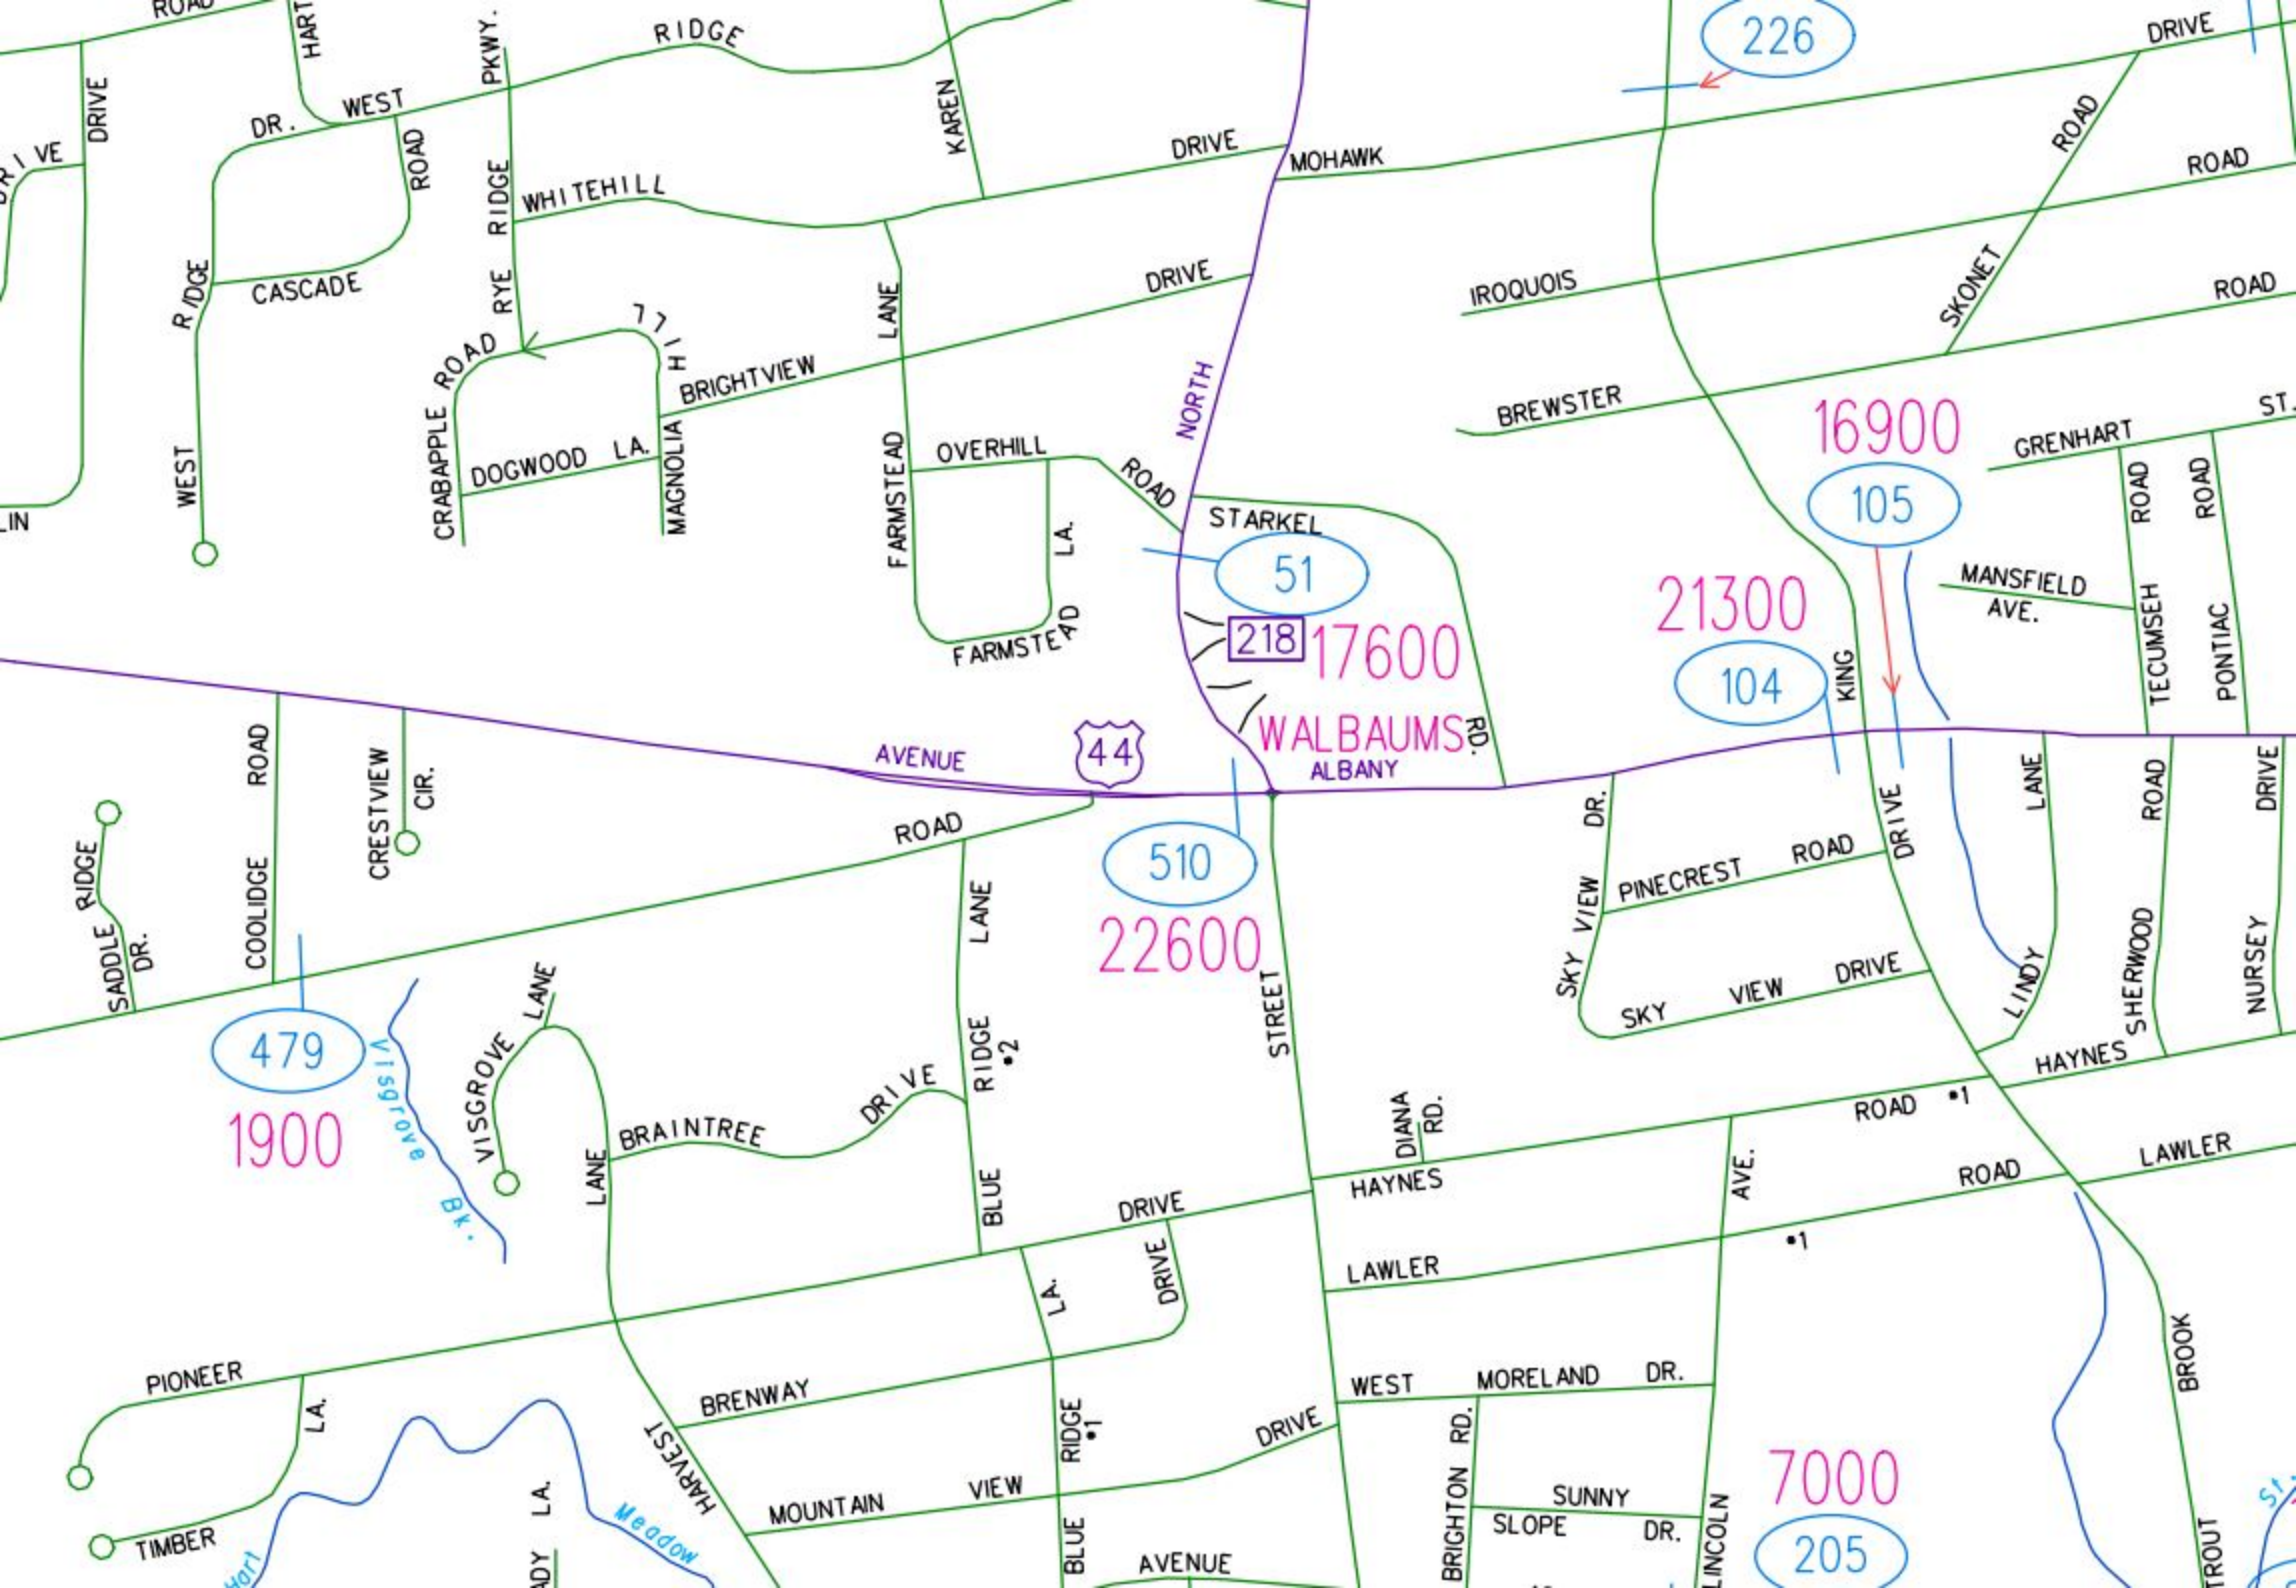 ROAD
HART
PKWY.
RIDGE
226
DRIVE
DRIVE
KAREN
DR.
WEST
ROAD
RIDGE
DRIVE
MOHAWK
ROAD
ROAD
WHITEHILL
RIDGE
CASCADE
RYE
LANE
DRIVE
IROQUOIS
SKONET
ROAD
ROAD
HILL
BRIGHTVIEW
NORTH
BREWSTER
16900
GRENHART
ST.
WEST
CRABAPPLE
DOGWOOD LA.
MAGNOLIA
FARMSTEAD
OVERHILL
ROAD
STARKEL
105
ROAD
ROAD
LA.
51
MANSFIELD
AVE.
218
17600
21300
FARMSTEAD
104
KING
TECUMSEH
PONTIAC
ROAD
CRESTVIEW
CIR.
AVENUE
44
WALBAUMS
RD.
ALBANY
LANE
ROAD
DRIVE
ROAD
510
DR.
DRIVE
PINECREST ROAD
SADDLE RIDGE
DR.
COOLIDGE
LANE
22600
SKY VIEW
SKY VIEW DRIVE
LINDY
SHERWOOD
NURSEY
479
1900
Visgrove
Bk.
VISGROVE LANE
RIDGE
•2
STREET
HAYNES
BRAINTREE DRIVE
LANE
BLUE
DIANA
RD.
ROAD •1
HAYNES
AVE.
ROAD
LAWLER
DRIVE
DRIVE
LAWLER
•1
LA.
PIONEER
LA.
BRENWAY
HARVEST
RIDGE
•1
DRIVE
WEST MORELAND DR.
BROOK
MOUNTAIN VIEW
BRIGHTON RD.
7000
205
SUNNY
SLOPE DR.
LINCOLN
TIMBER
LA.
Meadow
BLUE
AVENUE
TROUT